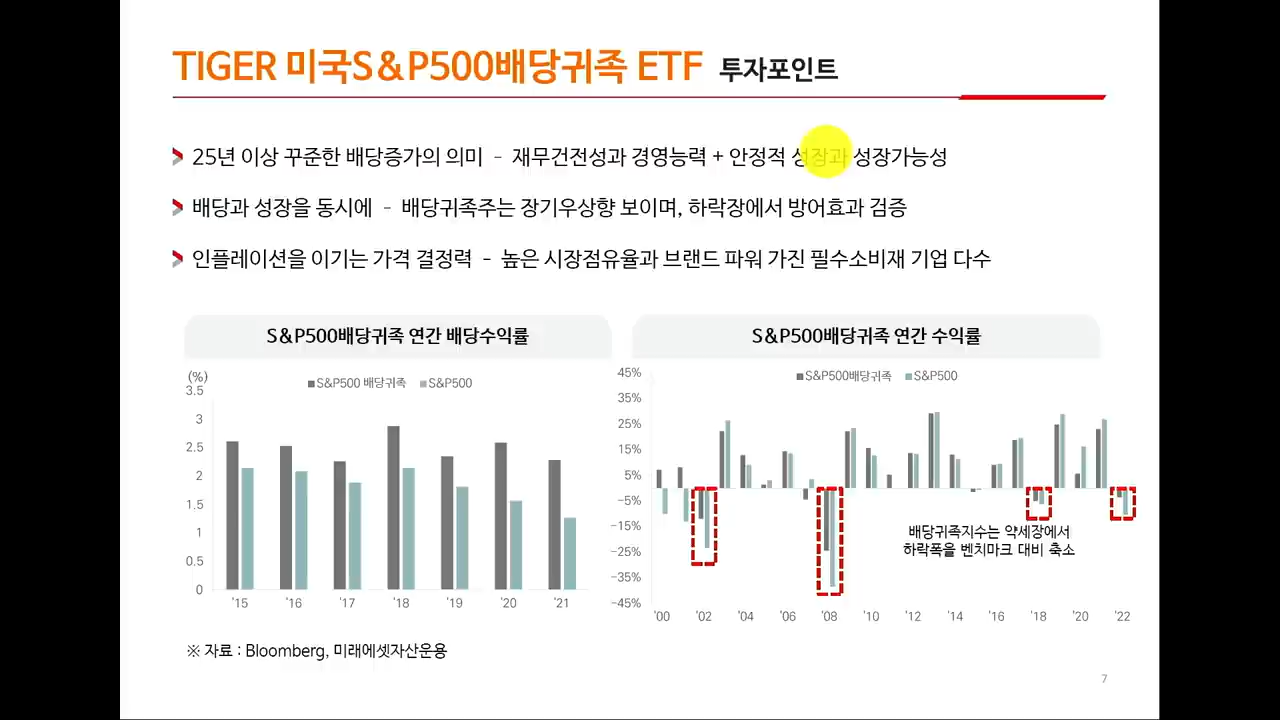 TIGER 미국S&P500배당귀족 ETF 투자포인트
25년 이상 꾸준한 배당증가의 의미 - 재무건전성과 경영능력 + 안정적 성장과 성장가능성
배당과 성장을 동시에 - 배당귀족주는 장기우상향 보이며, 하락장에서 방어효과 검증
인플레이션을 이기는 가격 결정력 - 높은 시장점유율과 브랜드 파워 가진 필수소비재 기업 다수
S&P500배당귀족 연간 배당수익률
(%)
S&P500 배당귀족 S&P500
3.5
3
2.5
2
1.5
1
0.5
0
'15 '16 '17 '18 '19 '20 '21
S&P500배당귀족 연간 수익률
S&P500배당귀족 S&P500
45%
35%
25%
15%
5%
-5%
-15%
-25%
-35%
-45%
배당귀족지수는 약세장에서
하락폭을 벤치마크 대비 축소
'00 '02 '04 '06 '08 '10 '12 '14 '16 '18 '20 '22
※ 자료 : Bloomberg, 미래에셋자산운용
7